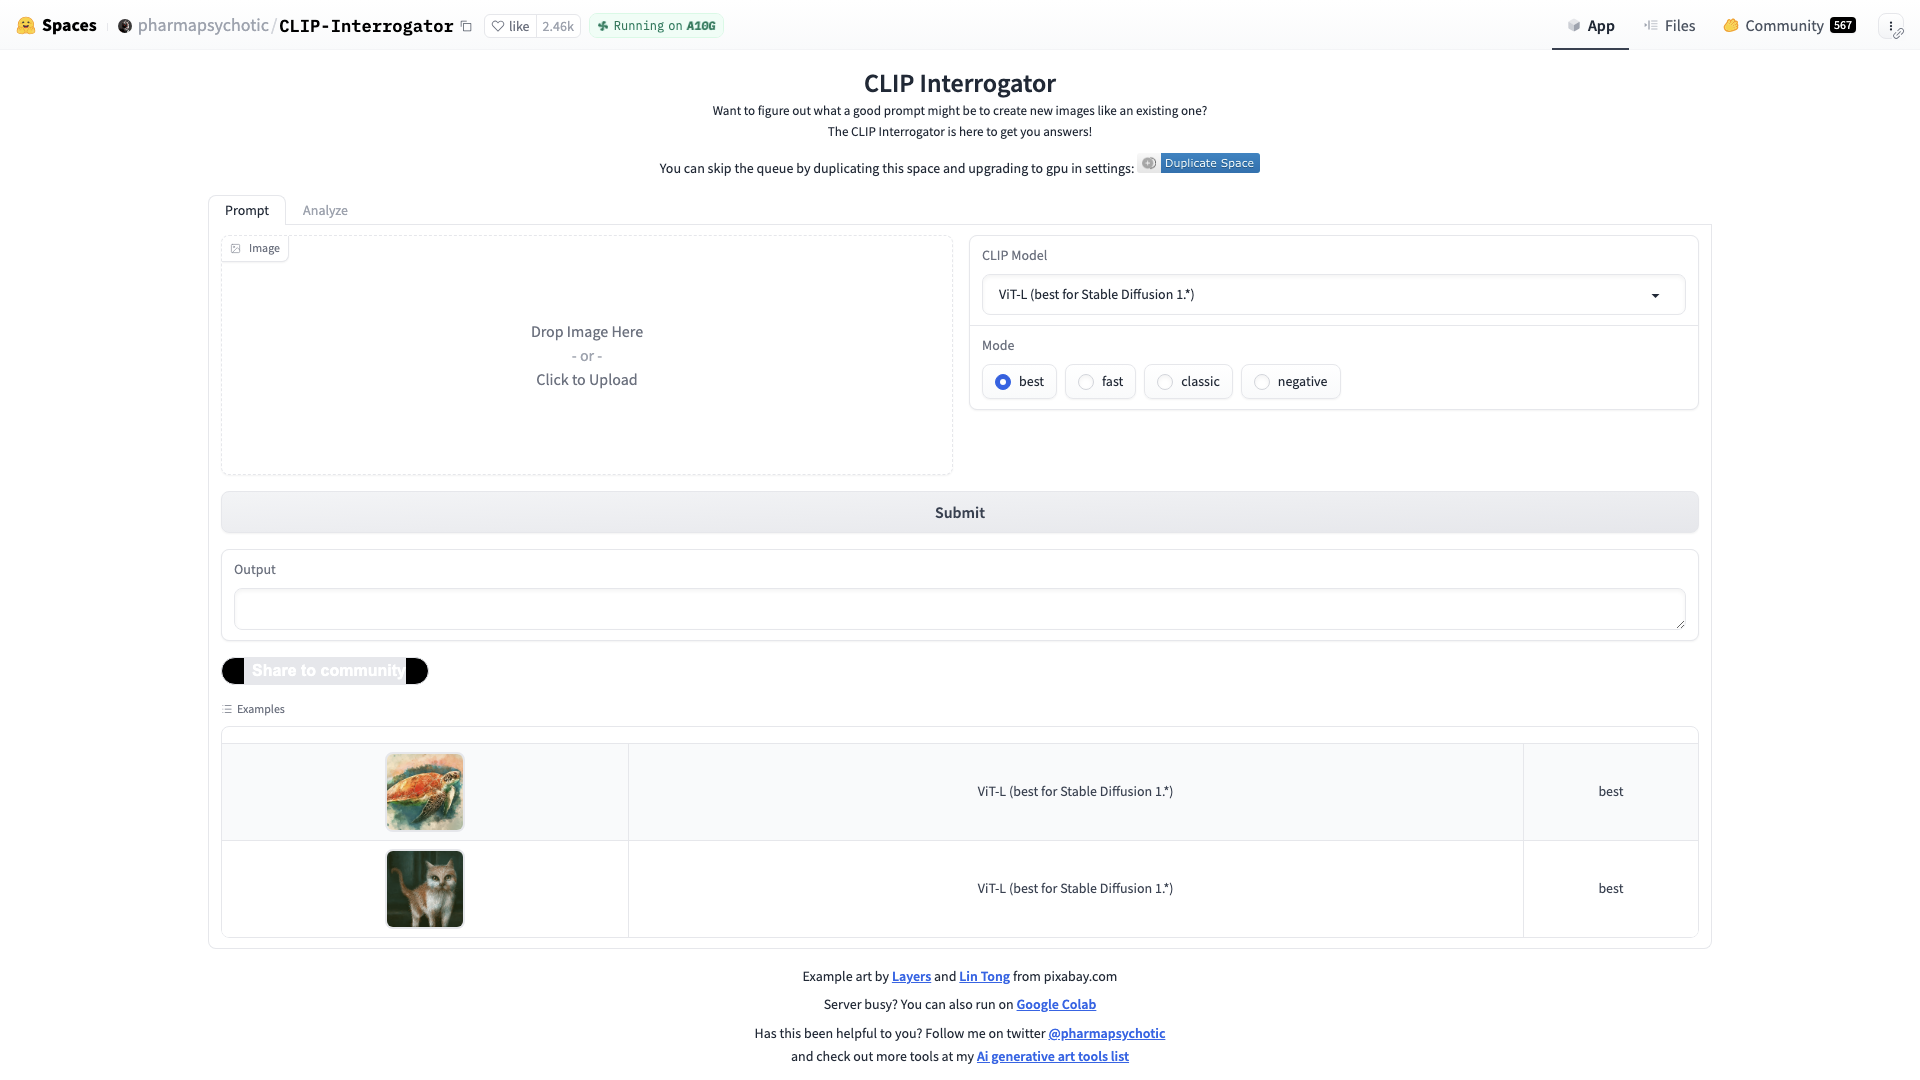 Spaces
pharmapsychotic / CLIP-Interrogator
like 2.46k
Running on A10G
App
Files
Community 567
CLIP Interrogator
Want to figure out what a good prompt might be to create new images like an existing one?
The CLIP Interrogator is here to get you answers!
You can skip the queue by duplicating this space and upgrading to gpu in settings: Duplicate Space
Prompt
Analyze
Image
Drop Image Here
- or -
Click to Upload
CLIP Model
ViT-L (best for Stable Diffusion 1.*)
Mode
best
fast
classic
negative
Submit
Output
Share to community
Examples
ViT-L (best for Stable Diffusion 1.*)
best
ViT-L (best for Stable Diffusion 1.*)
best
Example art by Layers and Lin Tong from pixabay.com
Server busy? You can also run on Google Colab
Has this been helpful to you? Follow me on twitter @pharmapsychotic
and check out more tools at my Ai generative art tools list